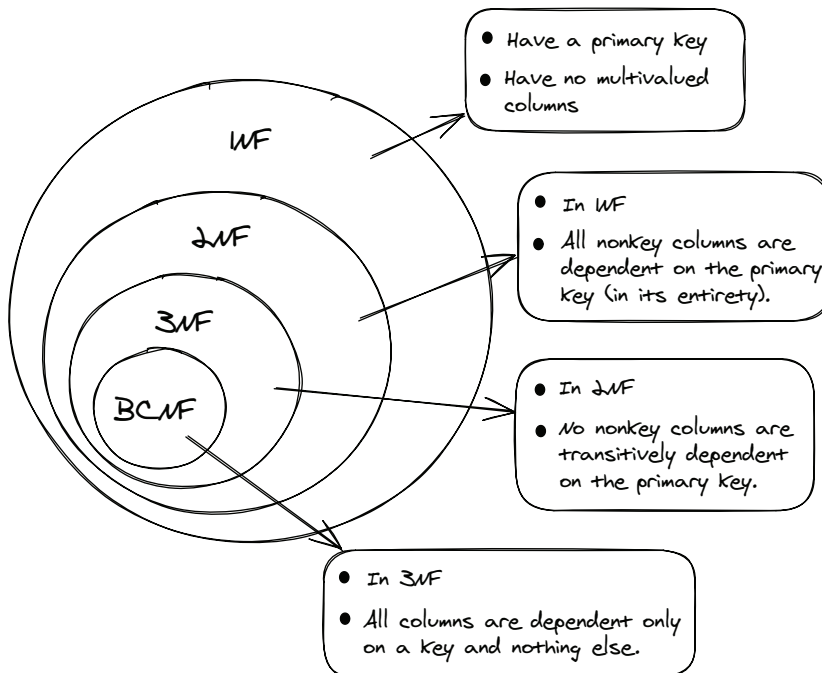 • Have a primary key
• Have no multivalued
columns
1NF
• In 1NF
• All nonkey columns are
dependent on the primary
key (in its entirety).
2NF
3NF
• In 2NF
• No nonkey columns are
transitively dependent
on the primary key.
BCNF
• In 3NF
• All columns are dependent only
on a key and nothing else.